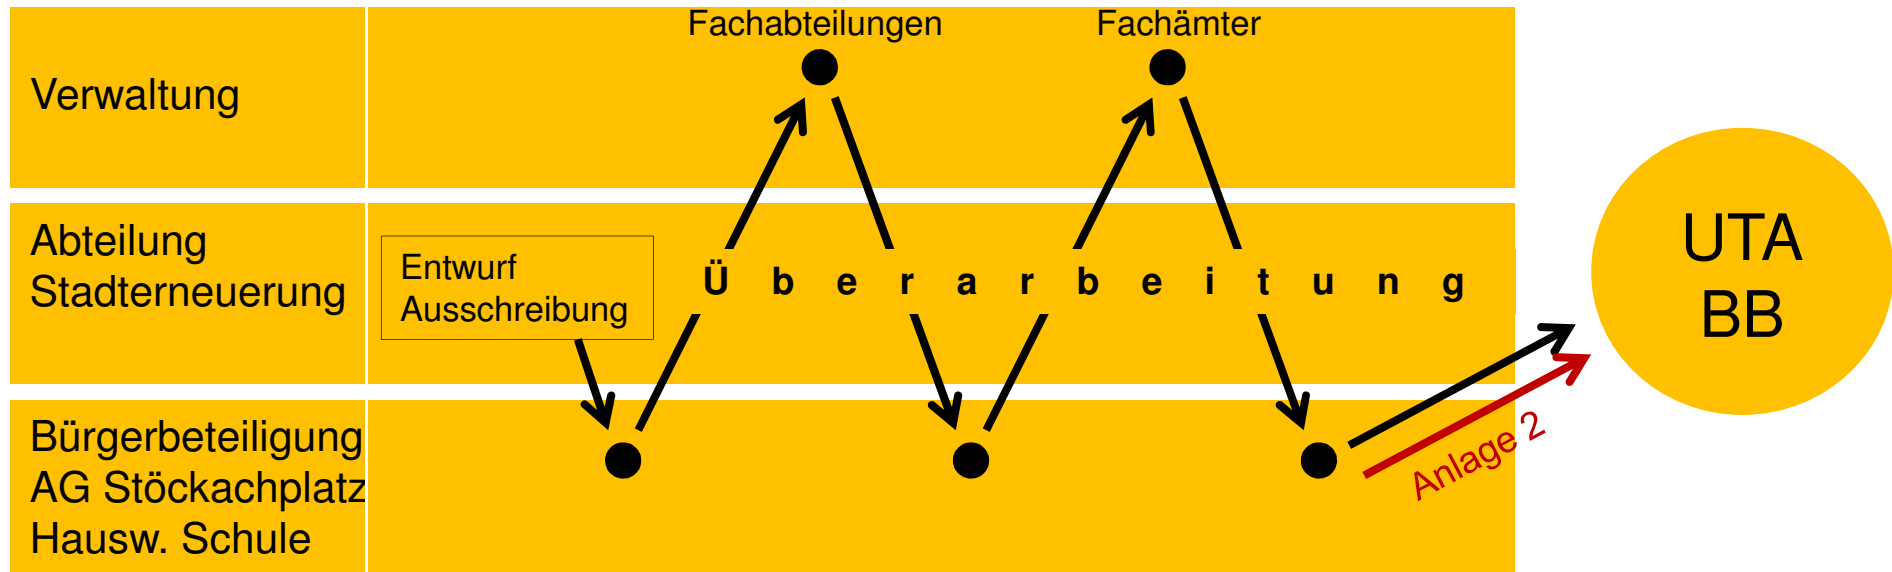 Fachabteilungen
Fachämter
Verwaltung
Abteilung
Stadterneuerung
Entwurf
Ausschreibung
Ü b e r a r b e i t u n g
UTA
BB
Bürgerbeteiligung
AG Stöckachplatz
Hausw. Schule
Anlage 2